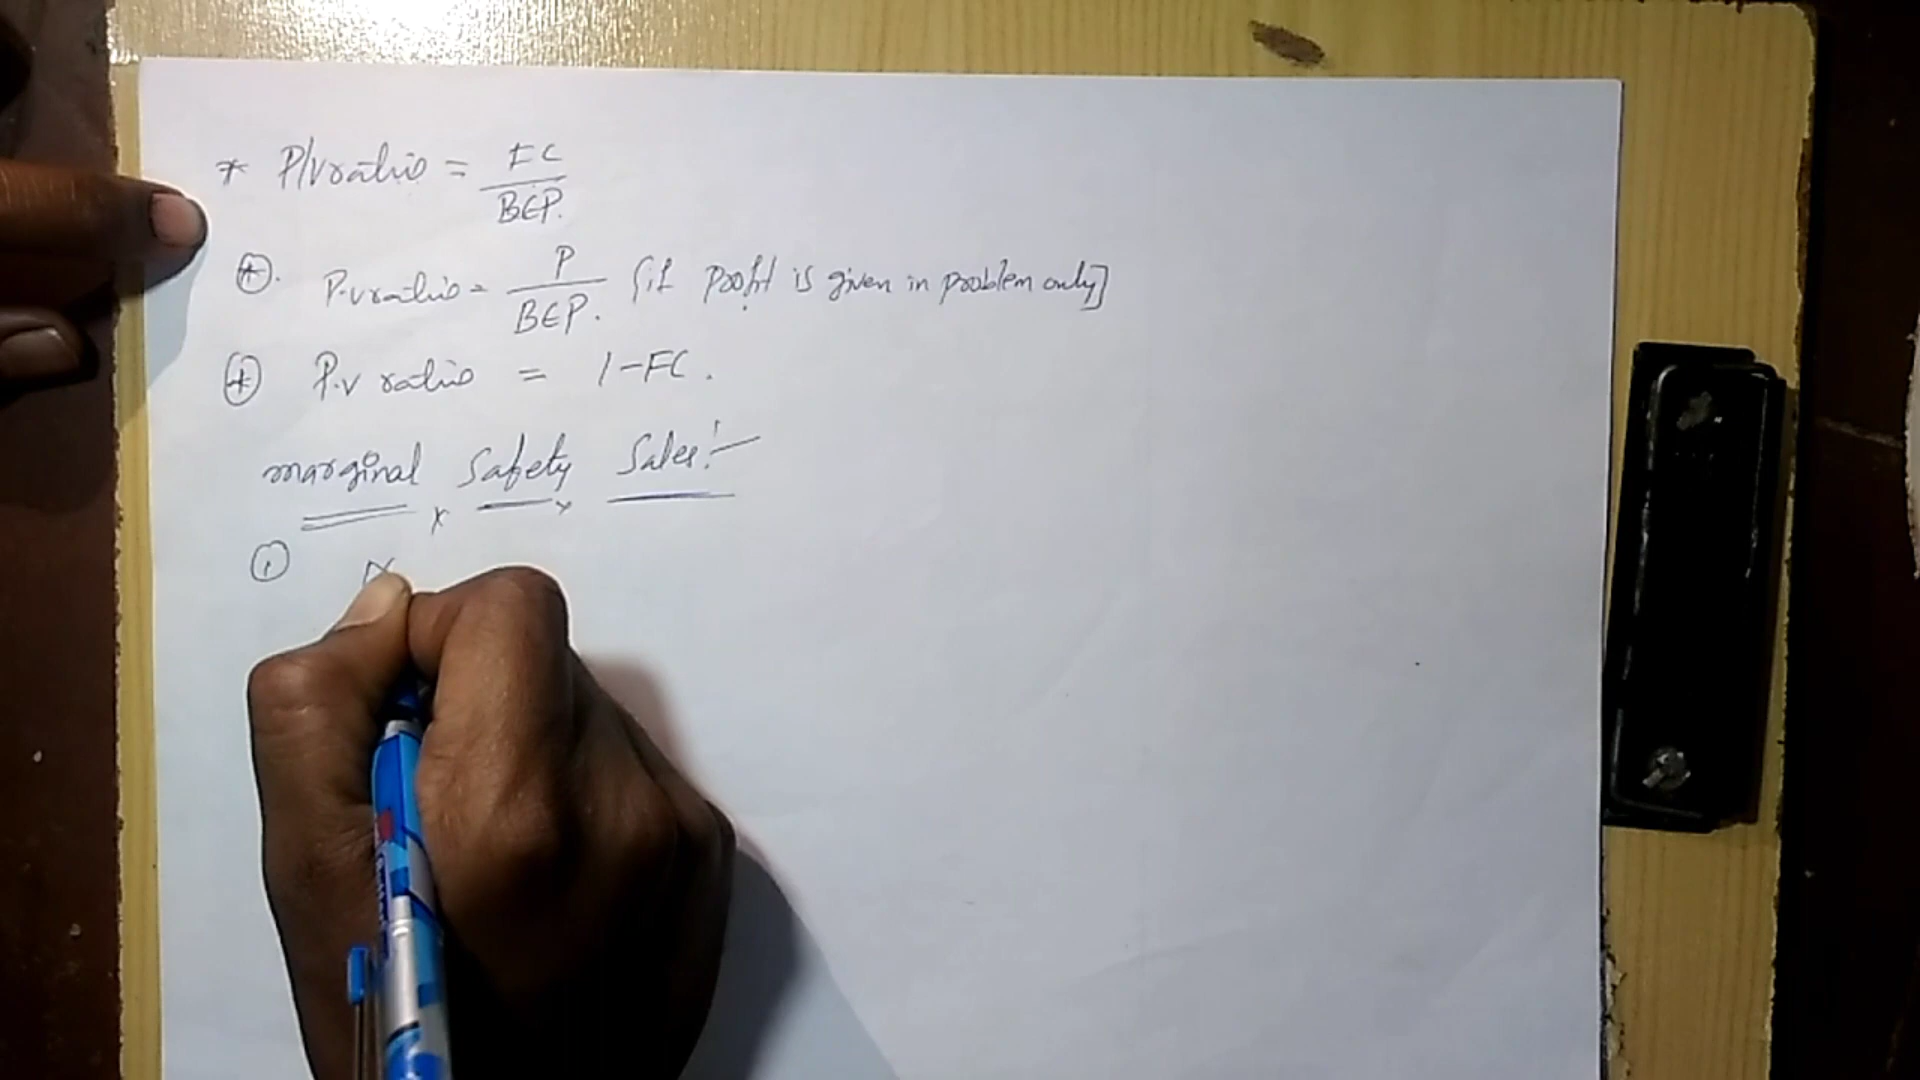 * P/V ratio = FC / BEP.
* P.v ratio = P / BEP. [if profit is given in problem only]
* P.v ratio = 1-FC.
marginal Safety Sales:-
① M